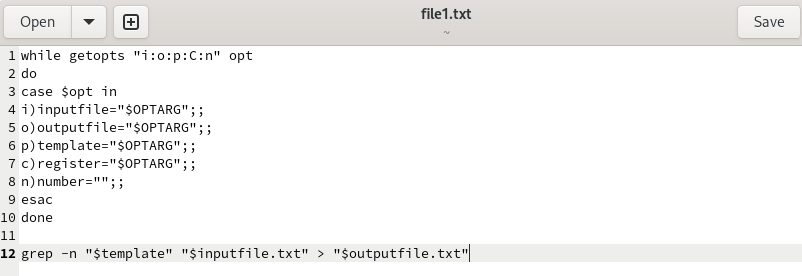 Open
file1.txt
~
Save
1 while getopts "i:o:p:C:n" opt
2 do
3 case $opt in
4 i)inputfile="$OPTARG";;
5 o)outputfile="$OPTARG";;
6 p)template="$OPTARG";;
7 c)register="$OPTARG";;
8 n)number="";;
9 esac
10 done
11
12 grep -n "$template" "$inputfile.txt" > "$outputfile.txt"